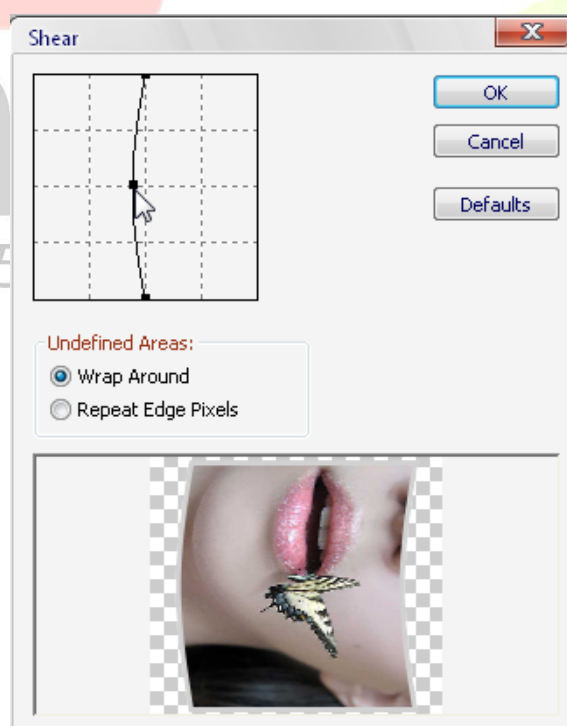 Shear
OK
Cancel
Defaults
Undefined Areas:
Wrap Around
Repeat Edge Pixels